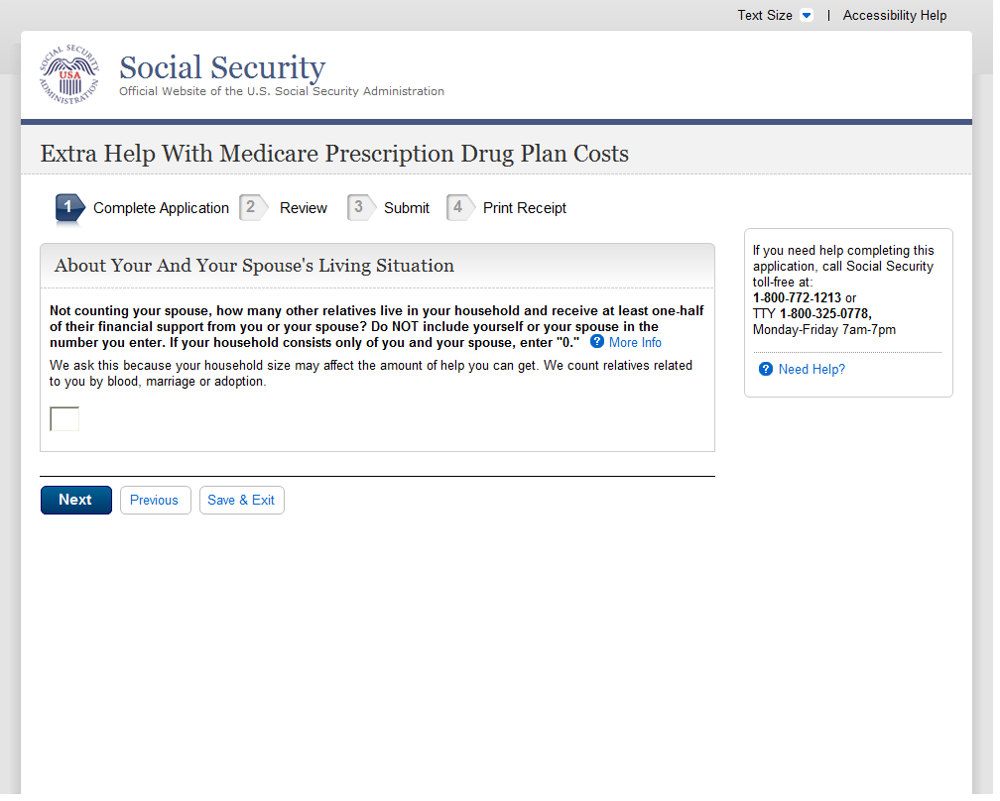 Text Size | Accessibility Help
SOCIAL SECURITY ADMINISTRATION
USA
Social Security
Official Website of the U.S. Social Security Administration
Extra Help With Medicare Prescription Drug Plan Costs
1 Complete Application 2 Review 3 Submit 4 Print Receipt
About Your And Your Spouse's Living Situation
Not counting your spouse, how many other relatives live in your household and receive at least one-half
of their financial support from you or your spouse? Do NOT include yourself or your spouse in the
number you enter. If your household consists only of you and your spouse, enter "0." ? More Info
We ask this because your household size may affect the amount of help you can get. We count relatives related
to you by blood, marriage or adoption.
Next Previous Save & Exit
If you need help completing this
application, call Social Security
toll-free at:
1-800-772-1213 or
TTY 1-800-325-0778,
Monday-Friday 7am-7pm
? Need Help?